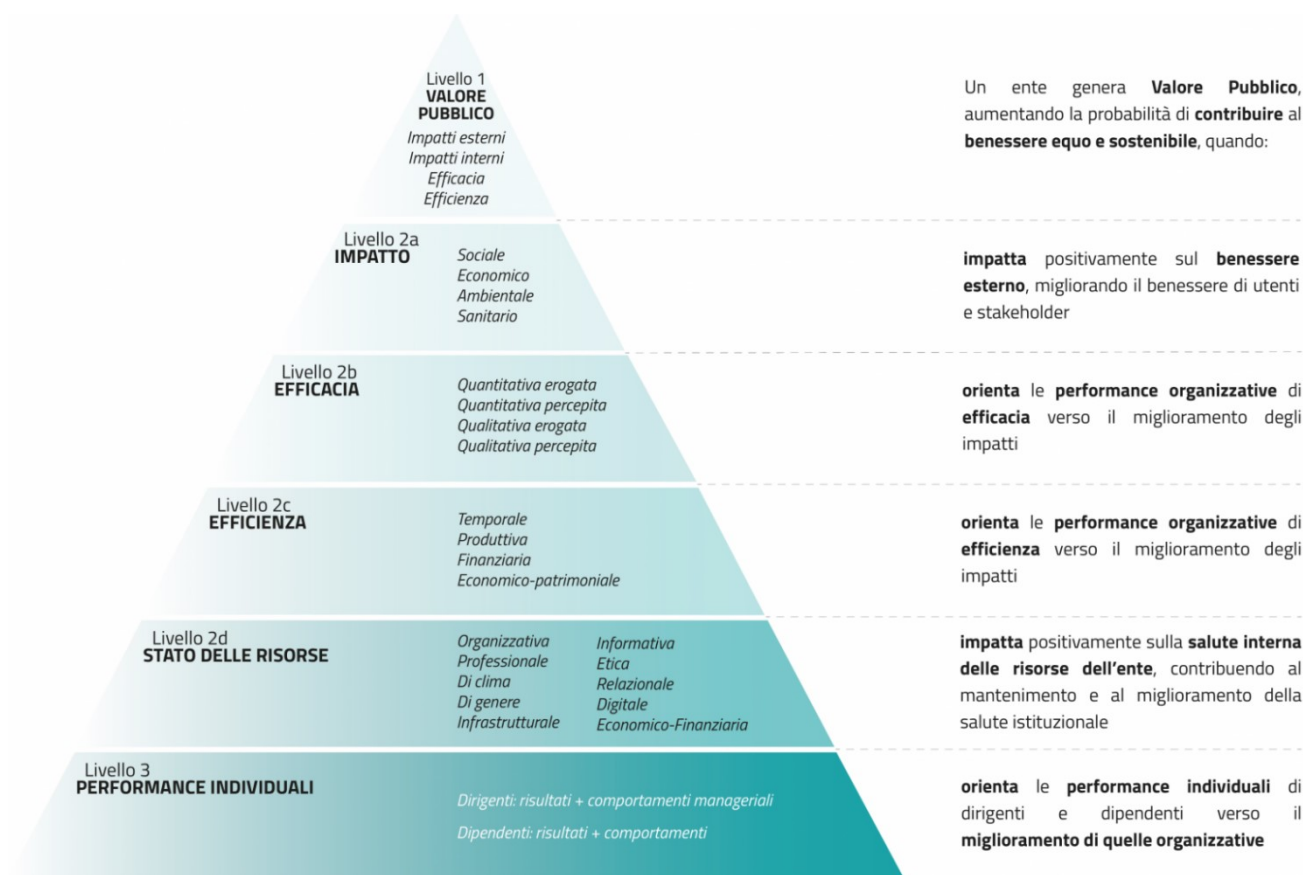 Livello 1
VALORE
PUBBLICO
Impatti esterni
Impatti interni
Efficacia
Efficienza
Un ente genera Valore Pubblico,
aumentando la probabilità di contribuire al
benessere equo e sostenibile, quando:
Livello 2a
IMPATTO
Sociale
Economico
Ambientale
Sanitario
impatta positivamente sul benessere
esterno, migliorando il benessere di utenti
e stakeholder
Livello 2b
EFFICACIA
Quantitativa erogata
Quantitativa percepita
Qualitativa erogata
Qualitativa percepita
orienta le performance organizzative di
efficacia verso il miglioramento degli
impatti
Livello 2c
EFFICIENZA
Temporale
Produttiva
Finanziaria
Economico-patrimoniale
orienta le performance organizzative di
efficienza verso il miglioramento degli
impatti
Livello 2d
STATO DELLE RISORSE
Organizzativa
Professionale
Di clima
Di genere
Infrastrutturale
Informativa
Etica
Relazionale
Digitale
Economico-Finanziaria
impatta positivamente sulla salute interna
delle risorse dell'ente, contribuendo al
mantenimento e al miglioramento della
salute istituzionale
Livello 3
PERFORMANCE INDIVIDUALI
Dirigenti: risultati + comportamenti manageriali
Dipendenti: risultati + comportamenti
orienta le performance individuali di
dirigenti e dipendenti verso il
miglioramento di quelle organizzative